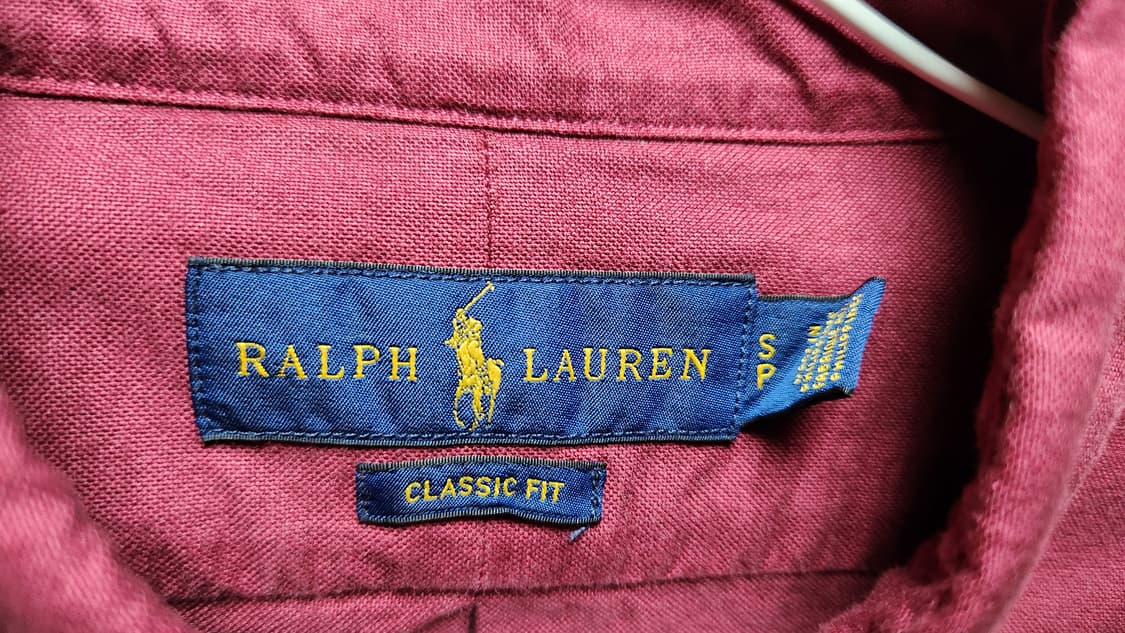 RALPH LAUREN
S
P
CLASSIC FIT